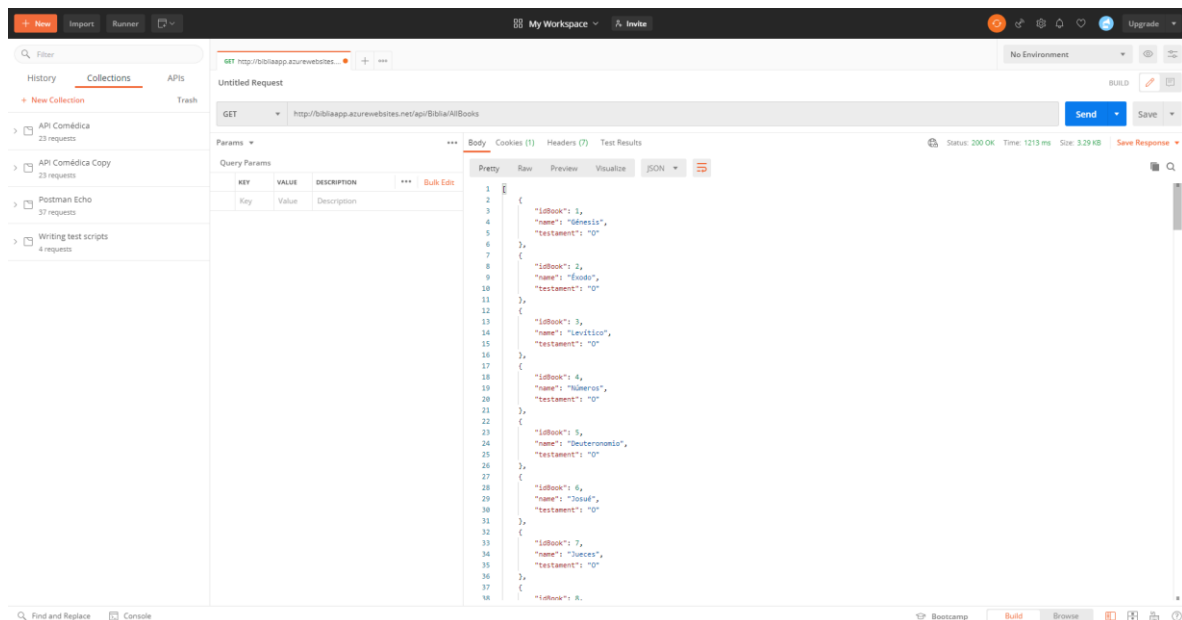 + New Import Runner My Workspace Invite Upgrade
Filter
History Collections APIs
+ New Collection Trash
API Comédica
23 requests
API Comédica Copy
23 requests
Postman Echo
37 requests
Writing test scripts
4 requests
GET http://bibliaapp.azurewebsites.... + ••• No Environment
Untitled Request BUILD
GET http://bibliaapp.azurewebsites.net/api/Biblia/AllBooks Send Save
Params ••• Body Cookies (1) Headers (7) Test Results Status: 200 OK Time: 1213 ms Size: 3.29 KB Save Response
Query Params
KEY VALUE DESCRIPTION ••• Bulk Edit
Key Value Description
Pretty Raw Preview Visualize JSON
1 [
2 {
3 "idBook": 1,
4 "name": "Génesis",
5 "testament": "O"
6 },
7 {
8 "idBook": 2,
9 "name": "Éxodo",
10 "testament": "O"
11 },
12 {
13 "idBook": 3,
14 "name": "Levítico",
15 "testament": "O"
16 },
17 {
18 "idBook": 4,
19 "name": "Números",
20 "testament": "O"
21 },
22 {
23 "idBook": 5,
24 "name": "Deuteronomio",
25 "testament": "O"
26 },
27 {
28 "idBook": 6,
29 "name": "Josué",
30 "testament": "O"
31 },
32 {
33 "idBook": 7,
34 "name": "Jueces",
35 "testament": "O"
36 },
37 {
38 "idBook": 8,
Find and Replace Console Bootcamp Build Browse